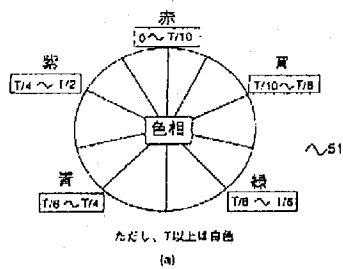 赤
0〜T/10
紫
黄
T/4 〜 T/2
T/10〜T/8
色相
51
青
緑
T/6 〜 T/4
T/8 〜 T/6
ただし、T以上は白色
(a)